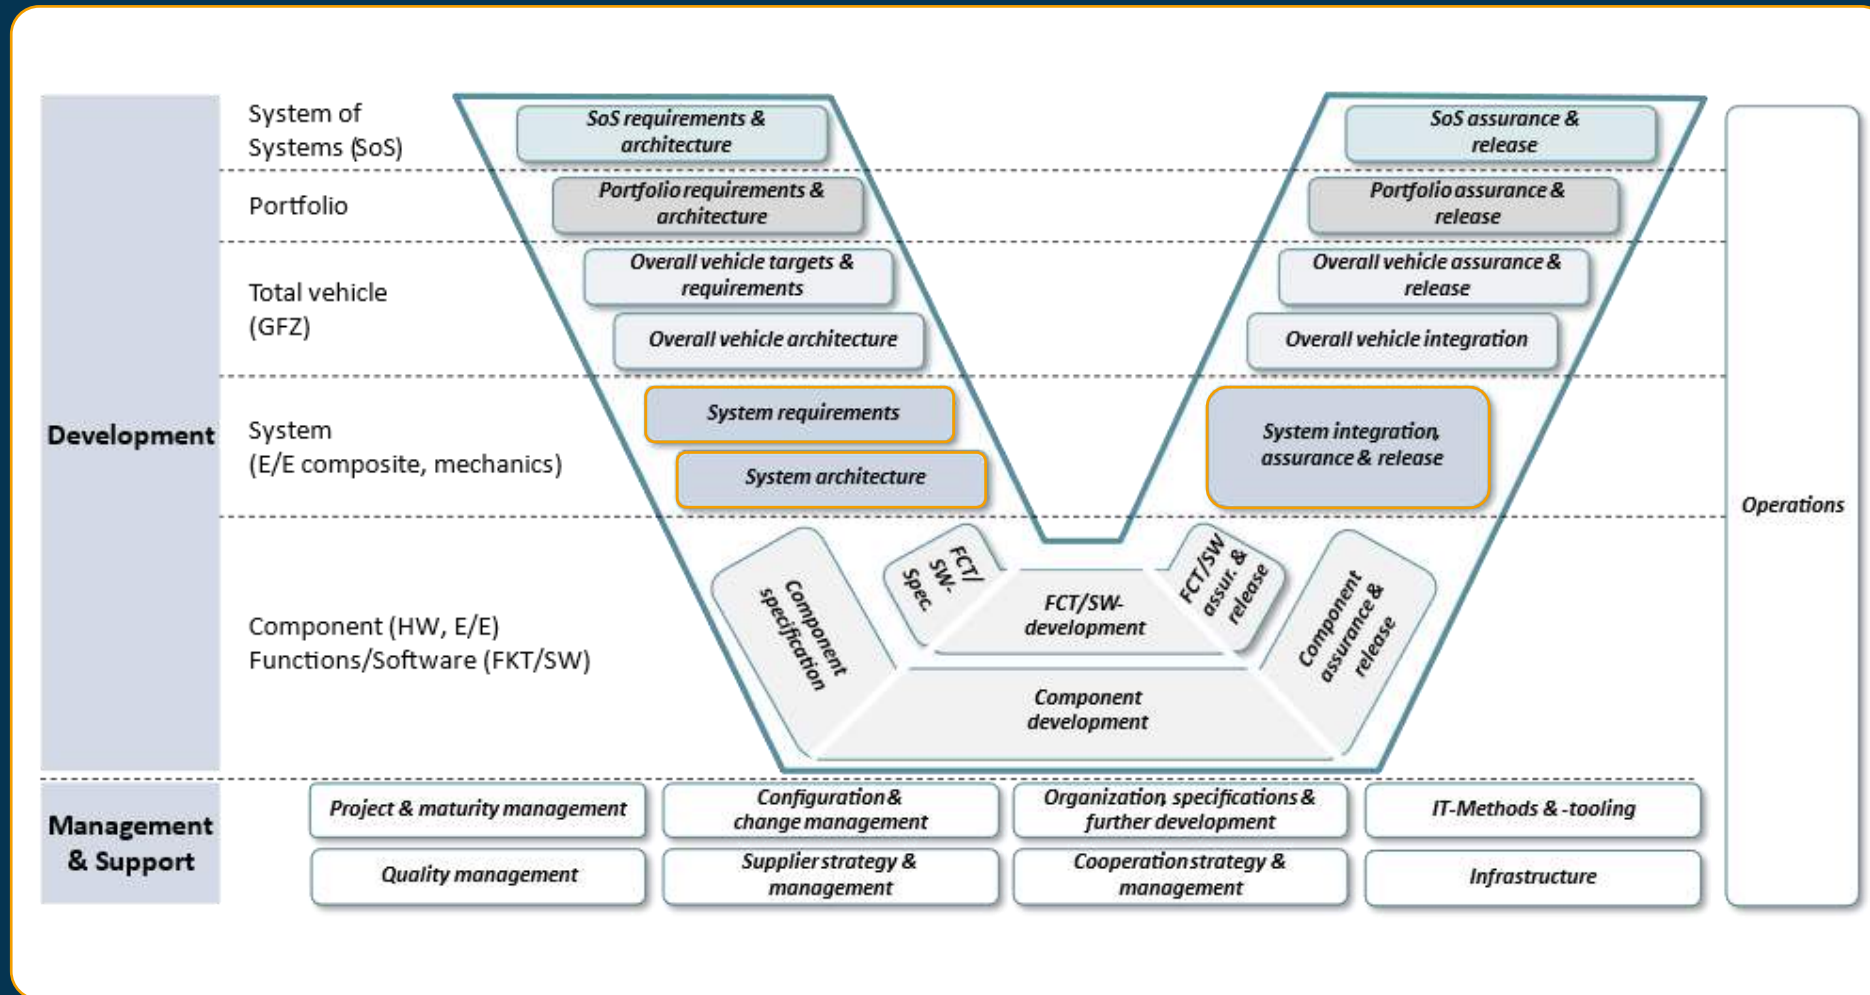 Development
System of
Systems (SoS)
SoS requirements &
architecture
SoS assurance &
release
Portfolio
Portfolio requirements &
architecture
Portfolio assurance &
release
Total vehicle
(GFZ)
Overall vehicle targets &
requirements
Overall vehicle assurance &
release
Overall vehicle architecture
Overall vehicle integration
System
(E/E composite, mechanics)
System requirements
System architecture
System integration,
assurance & release
Component (HW, E/E)
Functions/Software (FKT/SW)
Component
specification
FCT/
SW-
Spec.
FCT/SW-
development
FCT/SW
assur. &
release
Component
assurance &
release
Component
development
Operations
Management
& Support
Project & maturity management
Configuration &
change management
Organization, specifications &
further development
IT-Methods & -tooling
Quality management
Supplier strategy &
management
Cooperation strategy &
management
Infrastructure